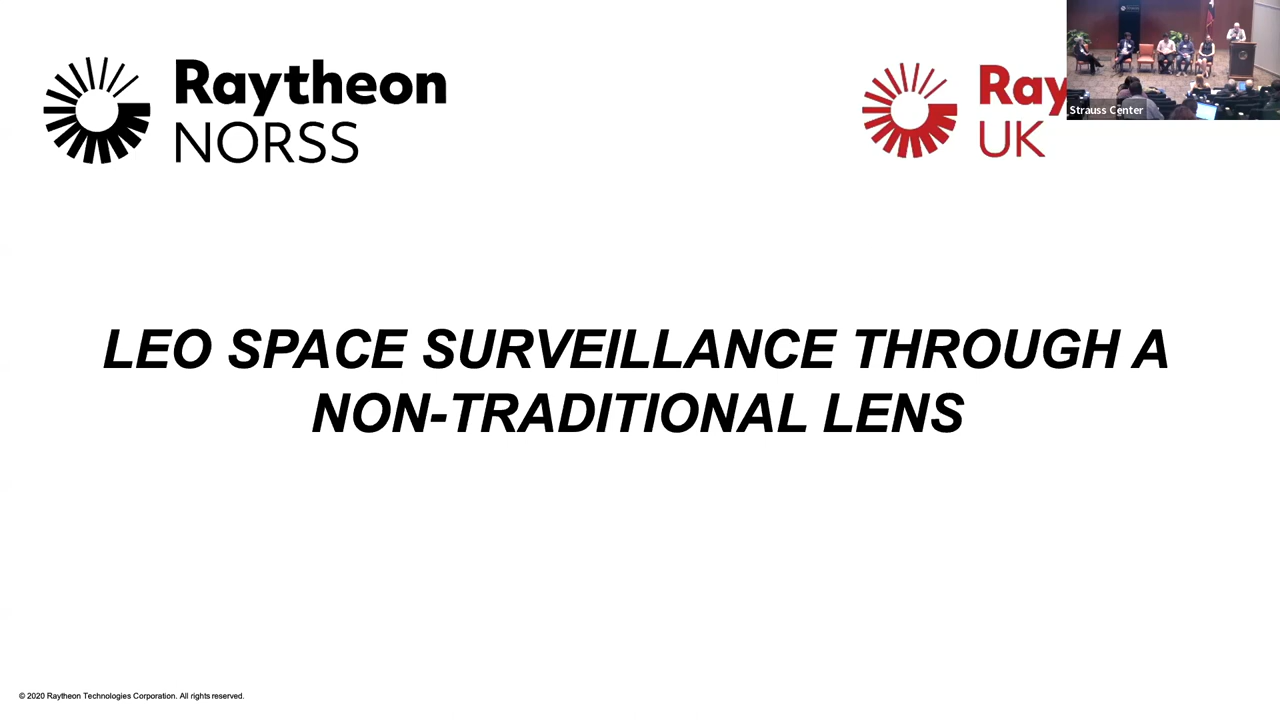 Raytheon
NORSS
Ray
UK
Strauss Center
LEO SPACE SURVEILLANCE THROUGH A
NON-TRADITIONAL LENS
© 2020 Raytheon Technologies Corporation. All rights reserved.